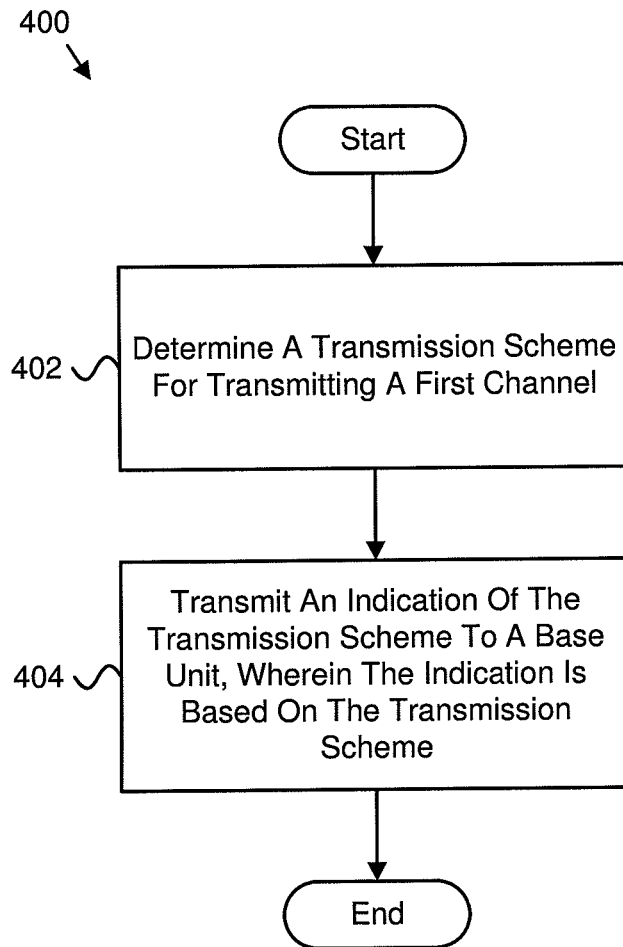 400
Start
402
Determine A Transmission Scheme
For Transmitting A First Channel
Transmit An Indication Of The
Transmission Scheme To A Base
404
Unit, Wherein The Indication Is
Based On The Transmission
Scheme
End